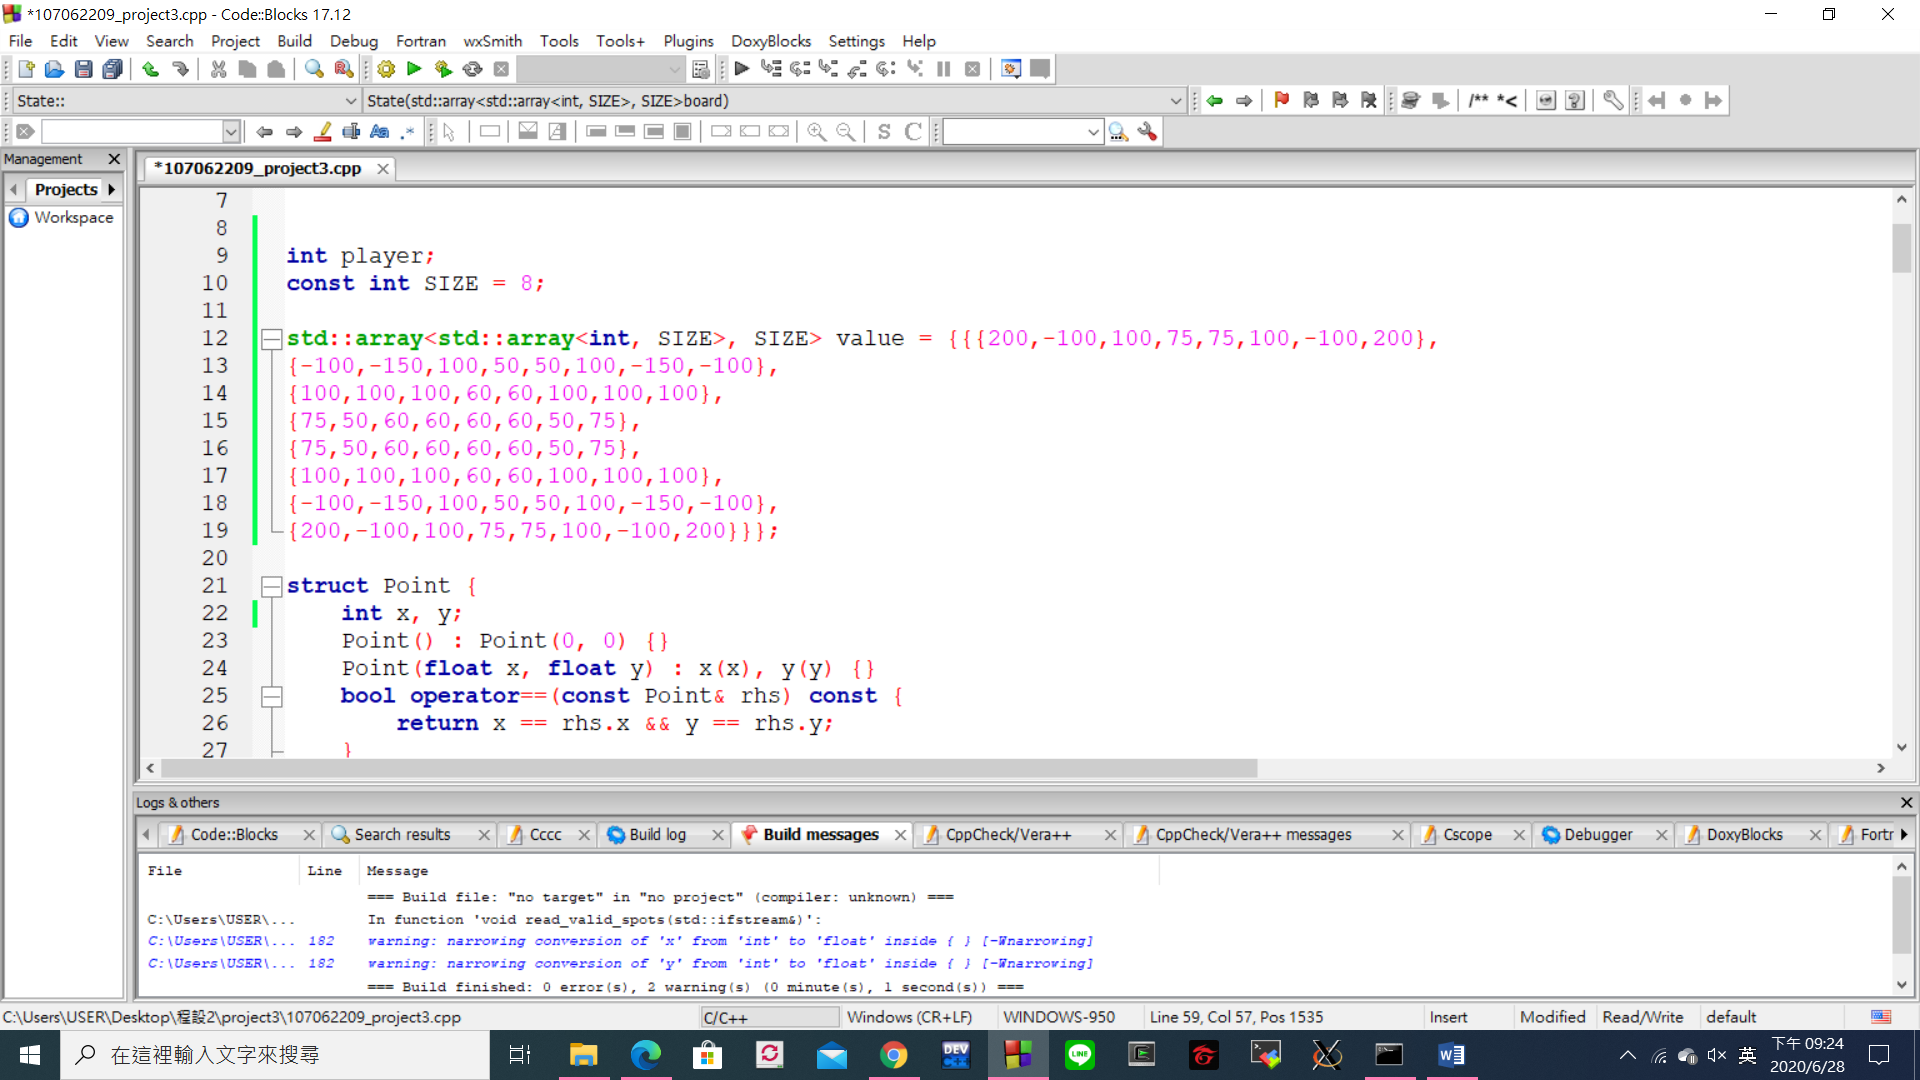 *107062209_project3.cpp - Code::Blocks 17.12
File Edit View Search Project Build Debug Fortran wxSmith Tools Tools+ Plugins DoxyBlocks Settings Help
State:: State(std::array<std::array<int, SIZE>, SIZE>board) /** *<
Aa .* S C
Management
*107062209_project3.cpp
Projects
Workspace
7
8
9 int player;
10 const int SIZE = 8;
11
12 std::array<std::array<int, SIZE>, SIZE> value = {{{200,-100,100,75,75,100,-100,200},
13 {-100,-150,100,50,50,100,-150,-100},
14 {100,100,100,60,60,100,100,100},
15 {75,50,60,60,60,60,50,75},
16 {75,50,60,60,60,60,50,75},
17 {100,100,100,60,60,100,100,100},
18 {-100,-150,100,50,50,100,-150,-100},
19 {200,-100,100,75,75,100,-100,200}}};
20
21 struct Point {
22 int x, y;
23 Point() : Point(0, 0) {}
24 Point(float x, float y) : x(x), y(y) {}
25 bool operator==(const Point& rhs) const {
26 return x == rhs.x && y == rhs.y;
27 }
Logs & others
Code::Blocks Search results Cccc Build log Build messages CppCheck/Vera++ CppCheck/Vera++ messages Cscope Debugger DoxyBlocks Fortr
File Line Message
=== Build file: "no target" in "no project" (compiler: unknown) ===
C:\Users\USER\... In function 'void read_valid_spots(std::ifstream&)':
C:\Users\USER\... 182 warning: narrowing conversion of 'x' from 'int' to 'float' inside { } [-Wnarrowing]
C:\Users\USER\... 182 warning: narrowing conversion of 'y' from 'int' to 'float' inside { } [-Wnarrowing]
=== Build finished: 0 error(s), 2 warning(s) (0 minute(s), 1 second(s)) ===
C:\Users\USER\Desktop\程設2\project3\107062209_project3.cpp C/C++ Windows (CR+LF) WINDOWS-950 Line 59, Col 57, Pos 1535 Insert Modified Read/Write default
在這裡輸入文字來搜尋 DEV LINE 英 下午 09:24
2020/6/28